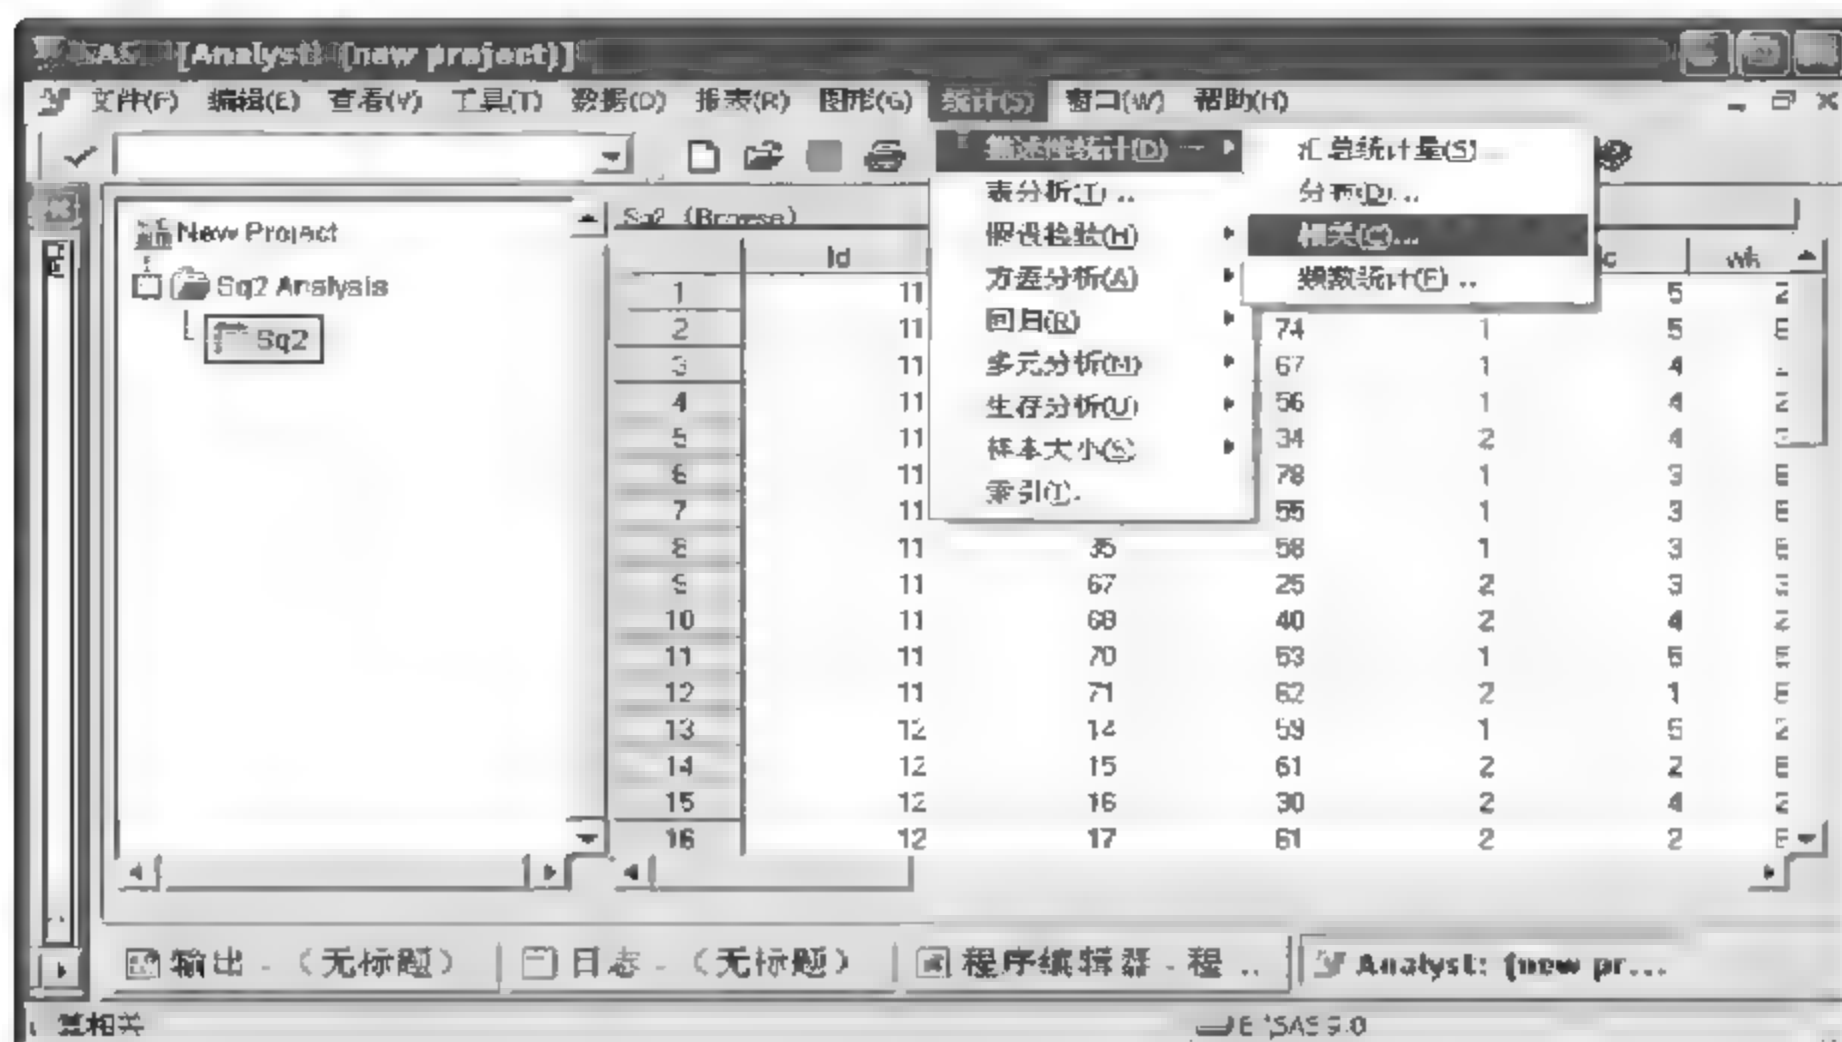 SAS [Analyst: (new project)]
文件(F) 编辑(E) 查看(V) 工具(T) 数据(D) 报表(R) 图形(G) 统计(S) 窗口(W) 帮助(H)
描述性统计(D)
表分析(T)...
假设检验(H)
方差分析(A)
回归(R)
多元分析(M)
生存分析(U)
样本大小(S)
索引(I)...
汇总统计量(S)...
分布(D)...
相关(C)...
频数统计(F)...
New Project
Sq2 Analysis
Sq2
Sq2 (Browse)
Id wk
1 11 5
2 11 74 1 5
3 11 67 1 4
4 11 56 1 4
5 11 34 2 4
6 11 78 1 3
7 11 55 1 3
8 11 35 58 1 3
9 11 67 25 2 3
10 11 68 40 2 4
11 11 70 53 1 5
12 11 71 62 2 1
13 12 14 59 1 5
14 12 15 61 2 2
15 12 16 30 2 4
16 12 17 61 2 2
输出 - (无标题) 日志 - (无标题) 程序编辑器 - 程... Analyst: (new pr...
算相关 E:\SAS 9.0